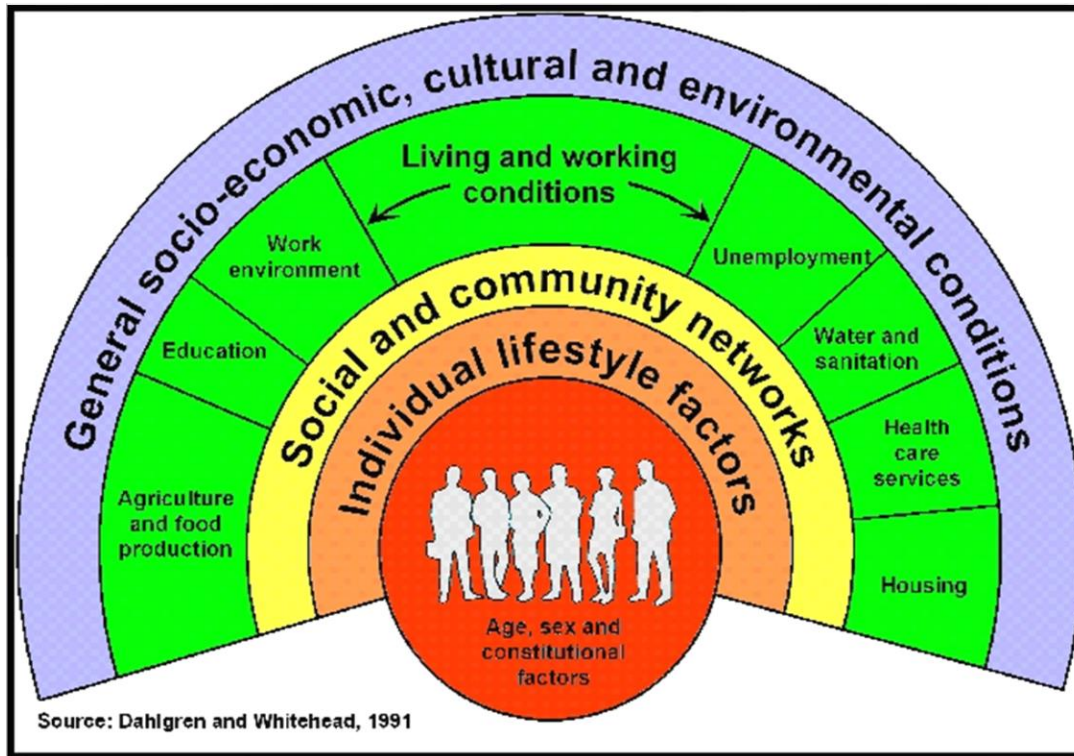 General socio-economic, cultural and environmental conditions
Living and working
conditions
Work
environment
Unemployment
Education
Water and
sanitation
Agriculture
and food
production
Health
care
services
Housing
Social and community networks
Individual lifestyle factors
Age, sex and
constitutional
factors
Source: Dahlgren and Whitehead, 1991